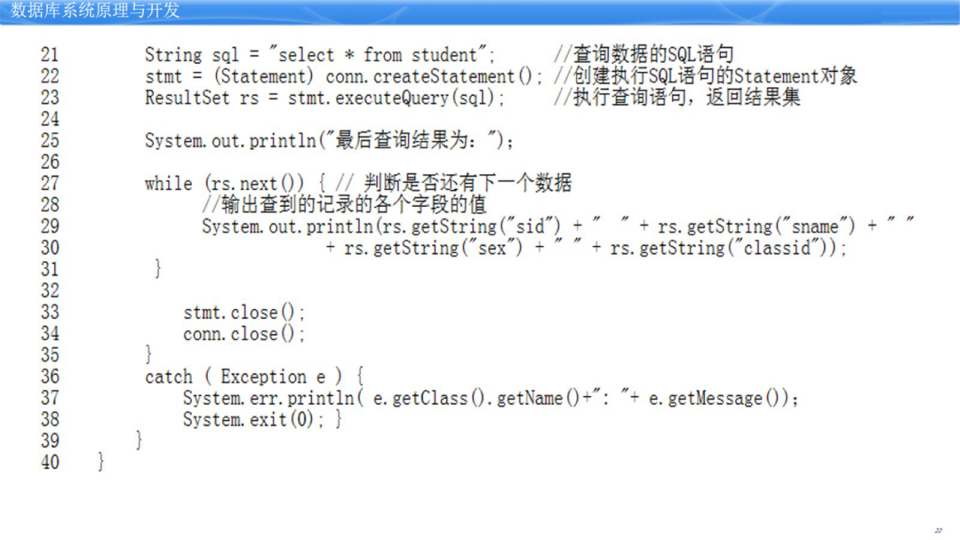 数据库系统原理与开发
21 String sql = "select * from student"; //查询数据的SQL语句
22 stmt = (Statement) conn.createStatement(); //创建执行SQL语句的Statement对象
23 ResultSet rs = stmt.executeQuery(sql); //执行查询语句，返回结果集
24
25 System.out.println("最后查询结果为：");
26
27 while (rs.next()) { // 判断是否还有下一个数据
28 //输出查到的记录的各个字段的值
29 System.out.println(rs.getString("sid") + "  " + rs.getString("sname") + " "
30 + rs.getString("sex") + " " + rs.getString("classid"));
31 }
32
33 stmt.close();
34 conn.close();
35 }
36 catch ( Exception e ) {
37 System.err.println( e.getClass().getName()+": "+ e.getMessage());
38 System.exit(0); }
39 }
40 }
22